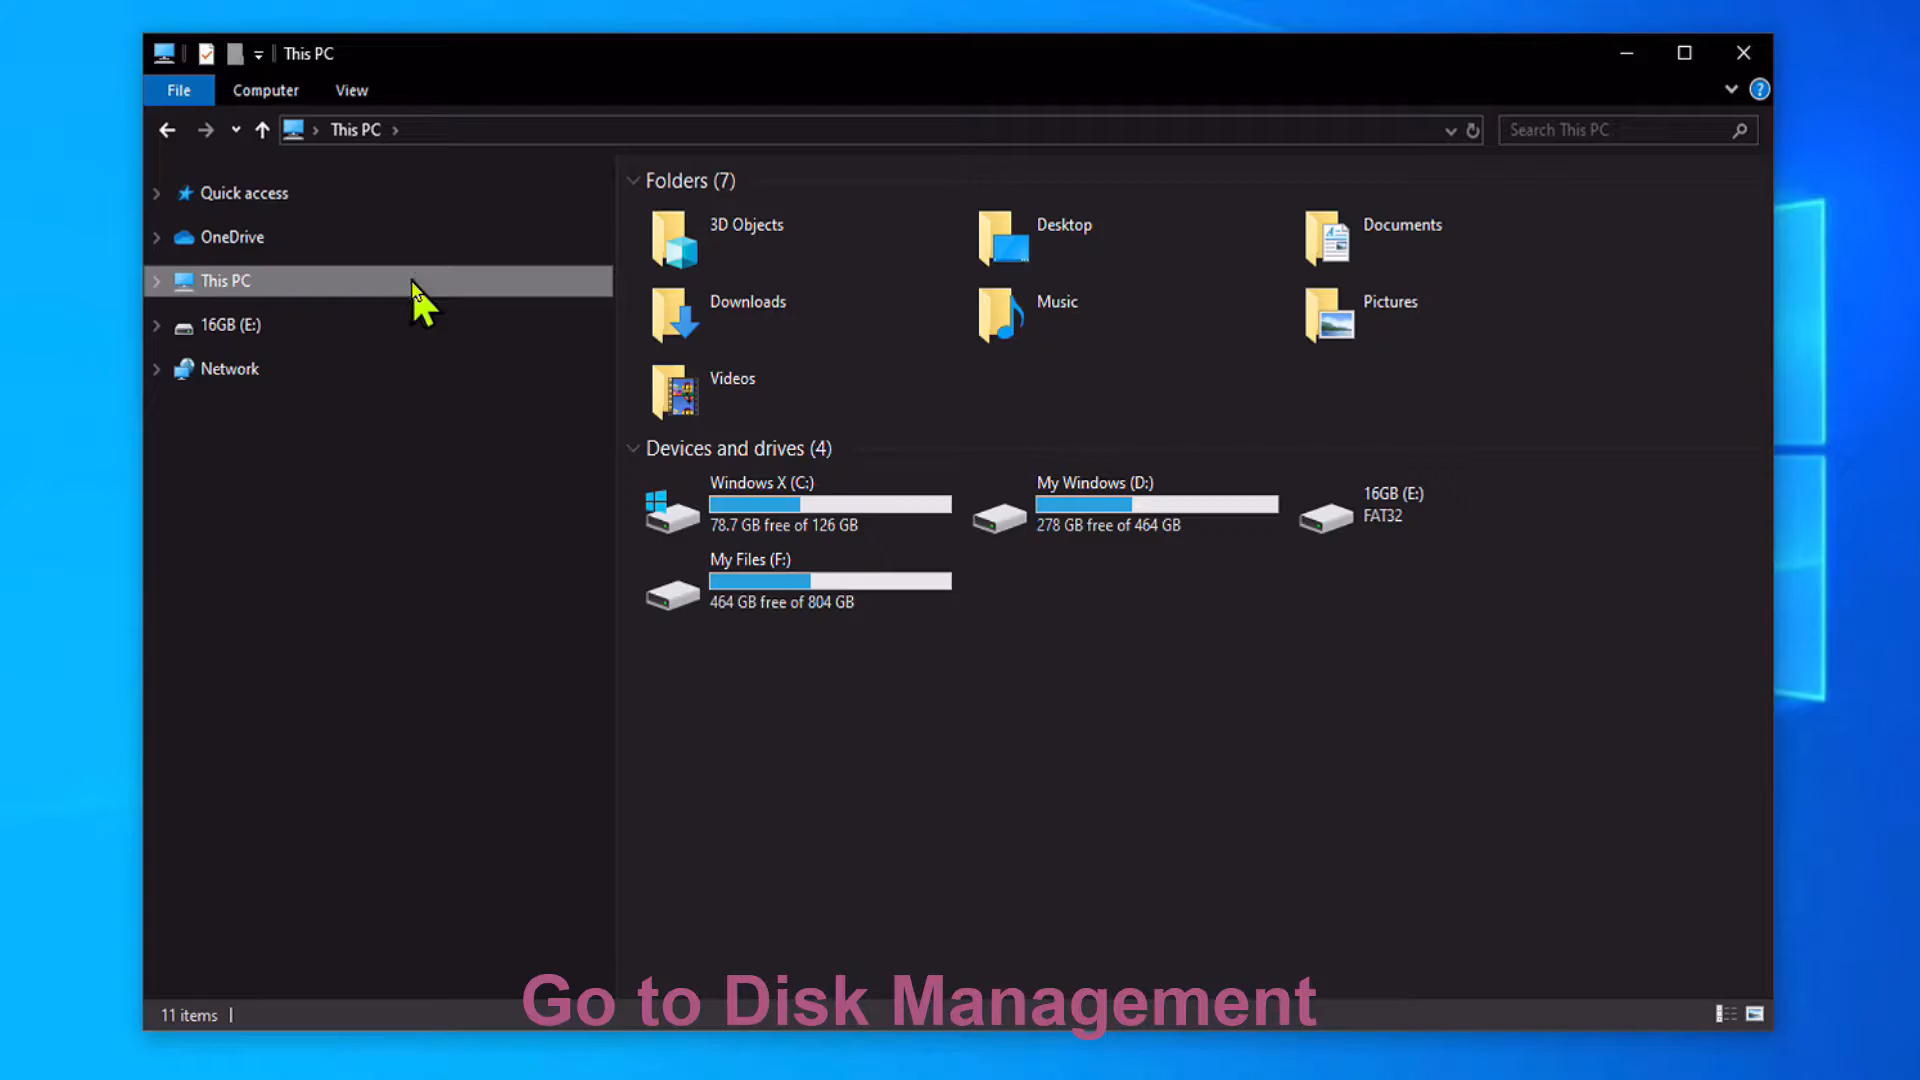 This PC
File
Computer
View
This PC
Search This PC
Quick access
OneDrive
This PC
16GB (E:)
Network
Folders (7)
3D Objects
Desktop
Documents
Downloads
Music
Pictures
Videos
Devices and drives (4)
Windows X (C:)
78.7 GB free of 126 GB
My Windows (D:)
278 GB free of 464 GB
16GB (E:)
FAT32
My Files (F:)
464 GB free of 804 GB
Go to Disk Management
11 items